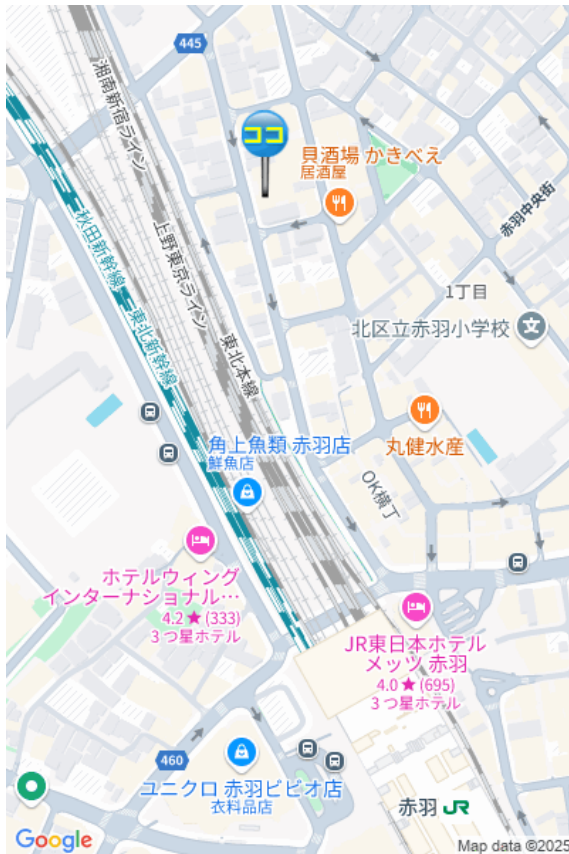 445
湘南新宿ライン
ココ
貝酒場 かきべえ
居酒屋
赤羽中央街
秋田新幹線
上野東京ライン
1丁目
東北新幹線
東北本線
北区立赤羽小学校
文
角上魚類 赤羽店
鮮魚店
丸健水産
OK横丁
ホテルウィング
インターナショナル…
4.2★(333)
3 つ星ホテル
JR東日本ホテル
メッツ 赤羽
4.0★(695)
3 つ星ホテル
460
ユニクロ 赤羽ビビオ店
衣料品店
赤羽 JR
Google
Map data ©2025